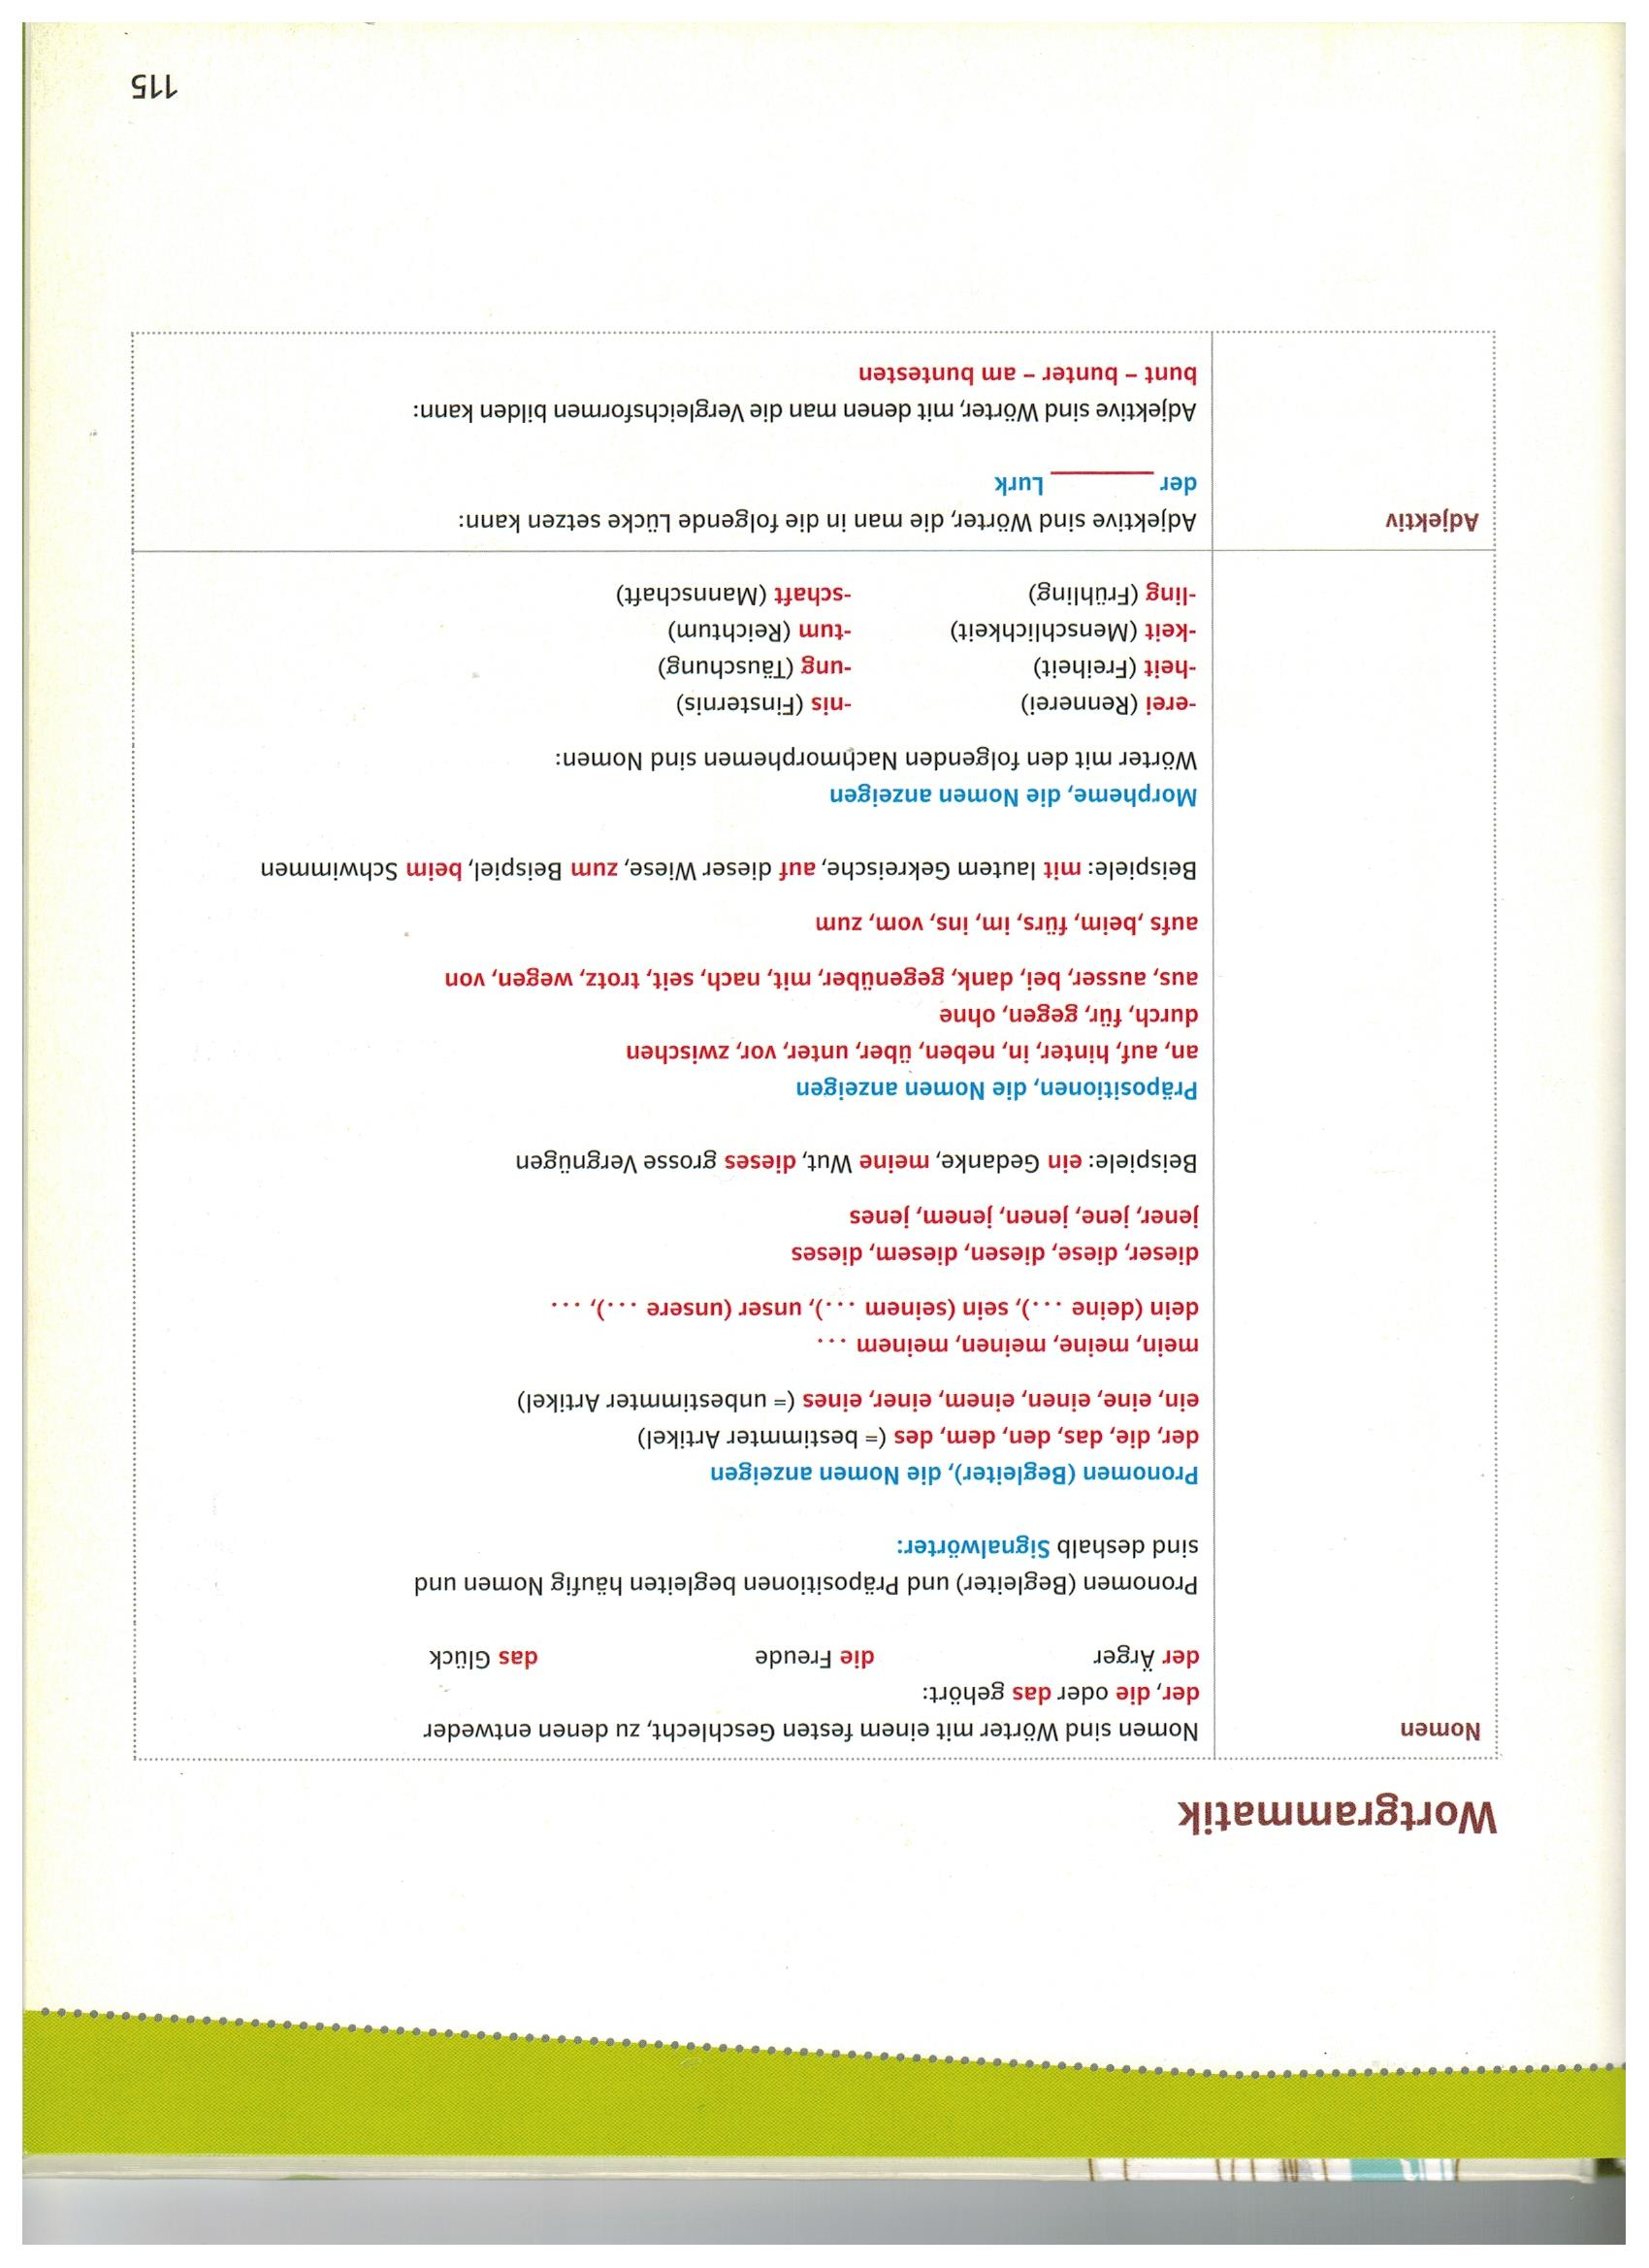 Wortgrammatik
Nomen
Nomen sind Wörter mit einem festen Geschlecht, zu denen entweder
der, die oder das gehört:
der Ärger die Freude das Glück
Pronomen (Begleiter) und Präpositionen begleiten häufig Nomen und
sind deshalb Signalwörter:
Pronomen (Begleiter), die Nomen anzeigen
der, die, das, den, dem, des (= bestimmter Artikel)
ein, eine, einen, einem, einer, eines (= unbestimmter Artikel)
mein, meine, meinen, meinem ...
dein (deine ...), sein (seinem ...), unser (unsere ...), ...
dieser, diese, diesen, diesem, dieses
jener, jene, jenen, jenem, jenes
Beispiele: ein Gedanke, meine Wut, dieses grosse Vergnügen
Präpositionen, die Nomen anzeigen
an, auf, hinter, in, neben, über, unter, vor, zwischen
durch, für, gegen, ohne
aus, ausser, bei, dank, gegenüber, mit, nach, seit, trotz, wegen, von
aufs ,beim, fürs, im, ins, vom, zum
Beispiele: mit lautem Gekreische, auf dieser Wiese, zum Beispiel, beim Schwimmen
Morpheme, die Nomen anzeigen
Wörter mit den folgenden Nachmorphemen sind Nomen:
-erei (Rennerei) -nis (Finsternis)
-heit (Freiheit) -ung (Täuschung)
-keit (Menschlichkeit) -tum (Reichtum)
-ling (Frühling) -schaft (Mannschaft)
Adjektiv
Adjektive sind Wörter, die man in die folgende Lücke setzen kann:
der ________ Lurk
Adjektive sind Wörter, mit denen man die Vergleichsformen bilden kann:
bunt – bunter – am buntesten
115